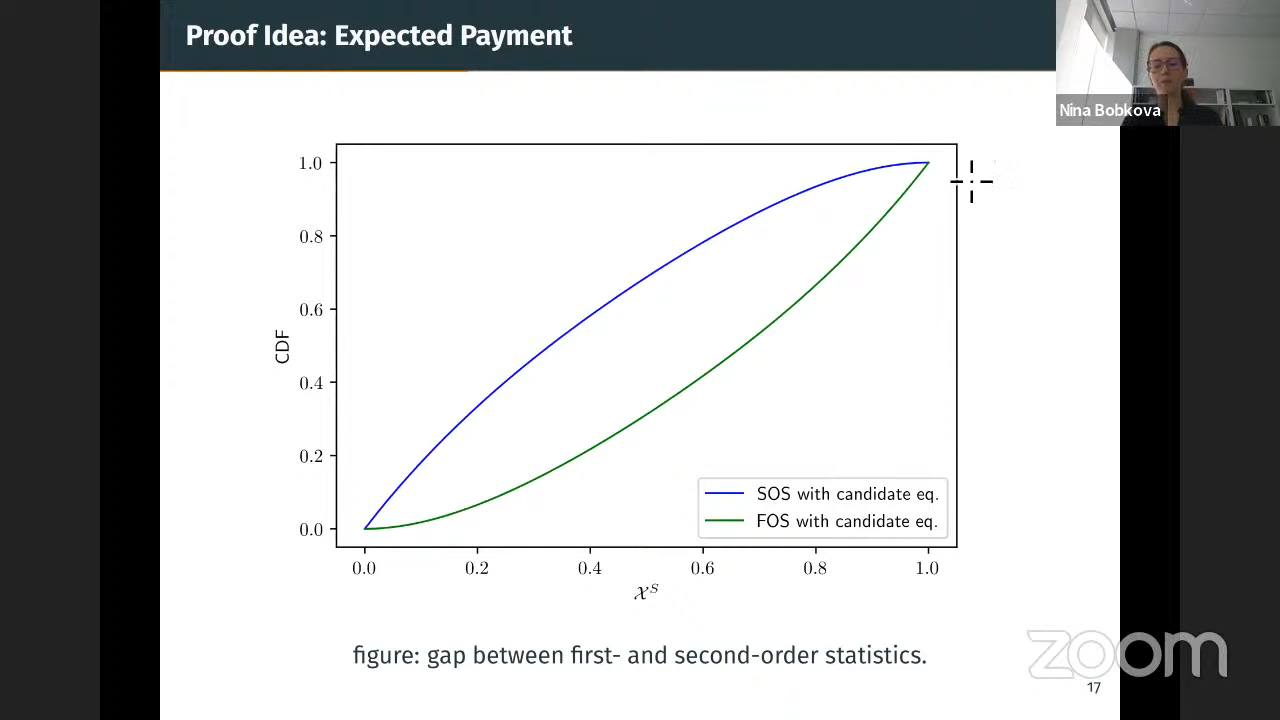 Proof Idea: Expected Payment
Nina Bobkova
1.0
0.8
0.6
0.4
0.2
0.0
CDF
0.0 0.2 0.4 0.6 0.8 1.0
𝒳^S
SOS with candidate eq.
FOS with candidate eq.
figure: gap between first- and second-order statistics.
zoom
17